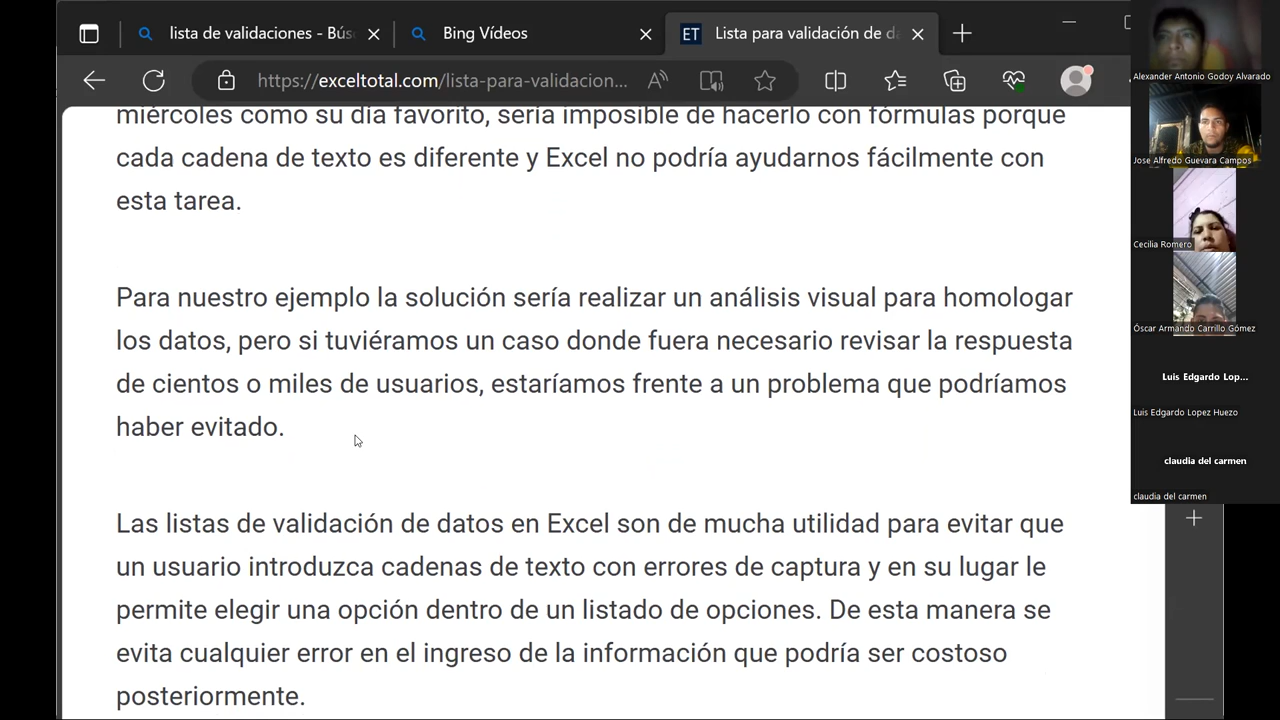 lista de validaciones - Bús
Bing Vídeos
ET Lista para validación de da
https://exceltotal.com/lista-para-validacion...
miércoles como su día favorito, sería imposible de hacerlo con fórmulas porque
cada cadena de texto es diferente y Excel no podría ayudarnos fácilmente con
esta tarea.
Para nuestro ejemplo la solución sería realizar un análisis visual para homologar
los datos, pero si tuviéramos un caso donde fuera necesario revisar la respuesta
de cientos o miles de usuarios, estaríamos frente a un problema que podríamos
haber evitado.
Las listas de validación de datos en Excel son de mucha utilidad para evitar que
un usuario introduzca cadenas de texto con errores de captura y en su lugar le
permite elegir una opción dentro de un listado de opciones. De esta manera se
evita cualquier error en el ingreso de la información que podría ser costoso
posteriormente.
Alexander Antonio Godoy Alvarado
Jose Alfredo Guevara Campos
Cecilia Romero
Óscar Armando Carrillo Gómez
Luis Edgardo Lop...
Luis Edgardo Lopez Huezo
claudia del carmen
claudia del carmen